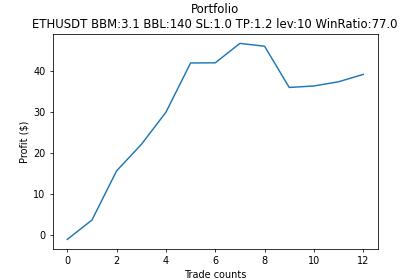 Portfolio
ETHUSDT BBM:3.1 BBL:140 SL:1.0 TP:1.2 lev:10 WinRatio:77.0
40
30
20
10
0
Profit ($)
0 2 4 6 8 10 12
Trade counts